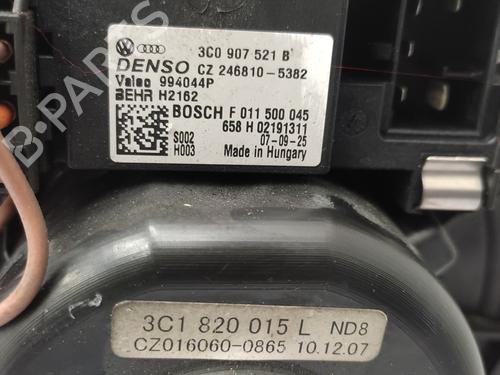 3C0 907 521 B
DENSO CZ 246810-5382
Valeo 994044P
BEHR H2162
BOSCH F 011 500 045
658 H 02191311
S002 07-09-25
H003 Made in Hungary
3C1 820 015 L ND8
CZ016060-0865 10.12.07